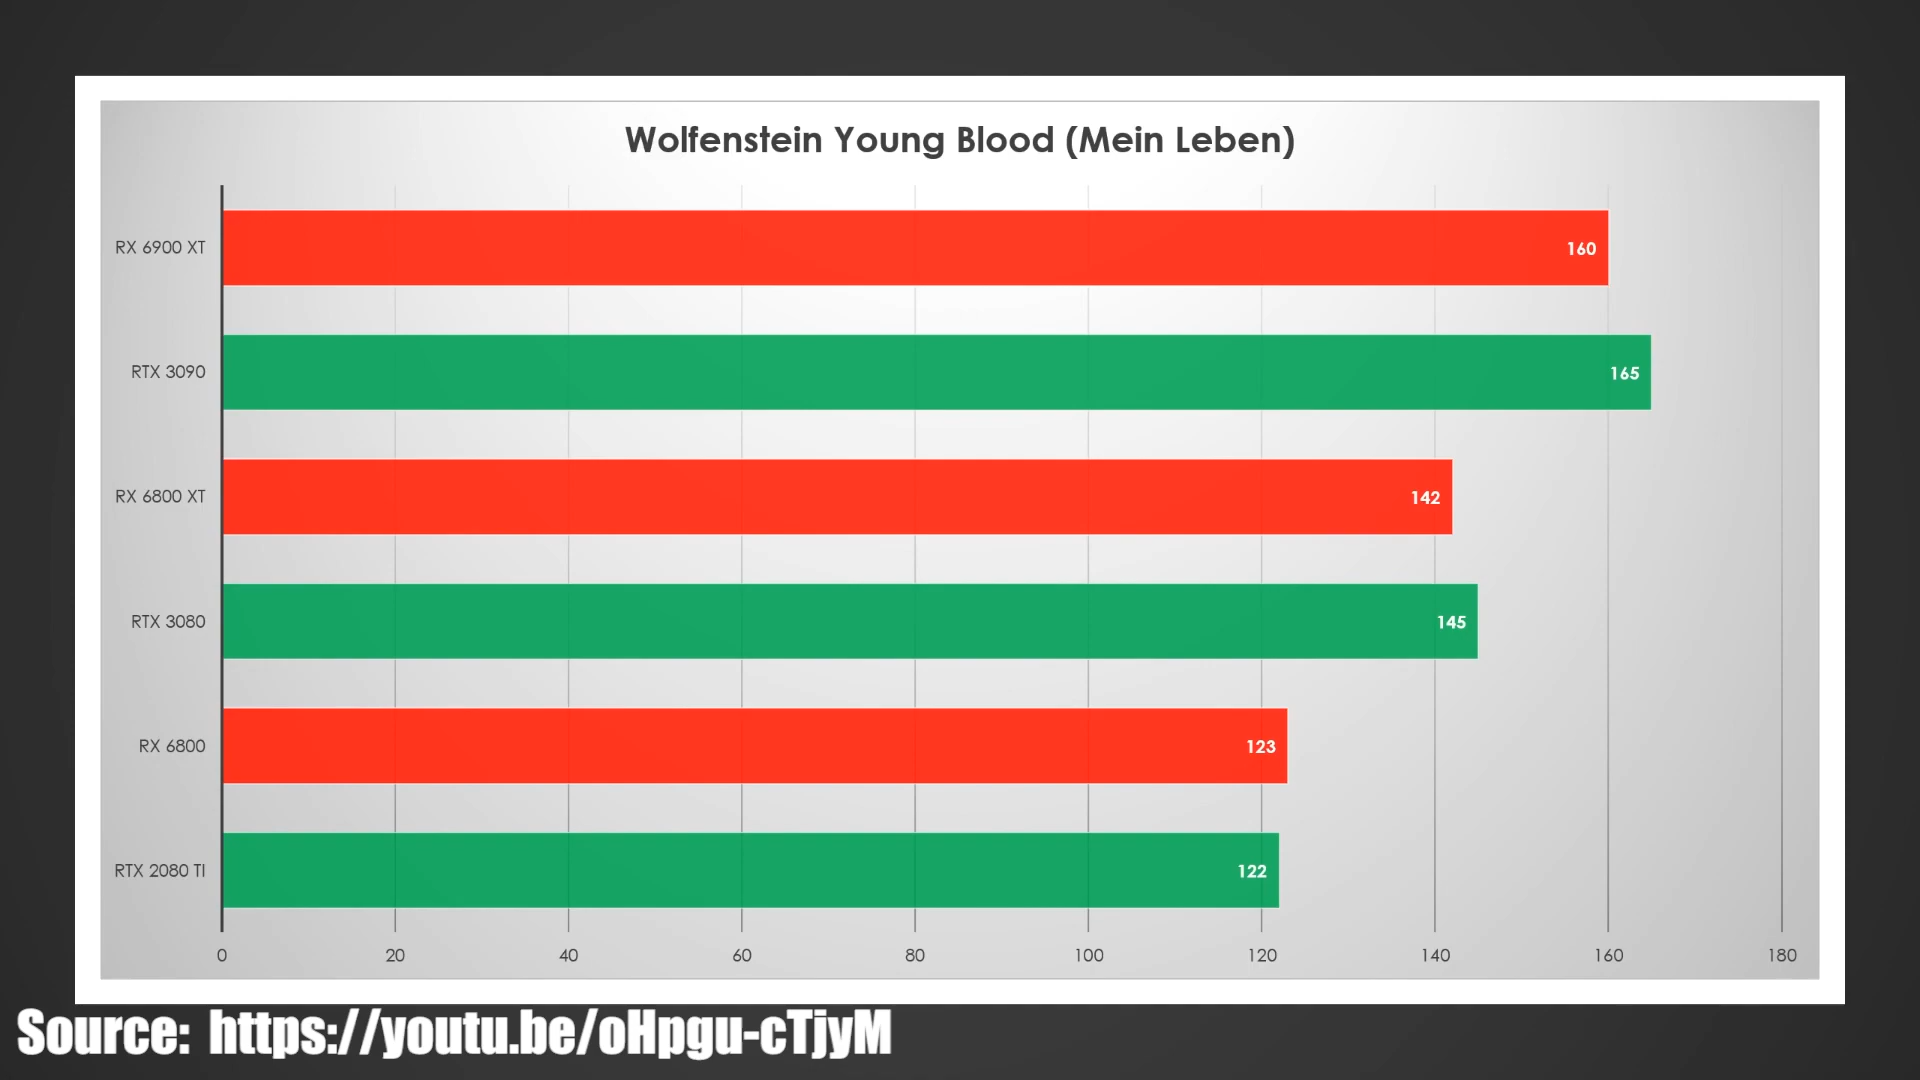 Wolfenstein Young Blood (Mein Leben)
RX 6900 XT
160
RTX 3090
165
RX 6800 XT
142
RTX 3080
145
RX 6800
123
RTX 2080 TI
122
0 20 40 60 80 100 120 140 160 180
Source: https://youtu.be/oHpgu-cTjyM